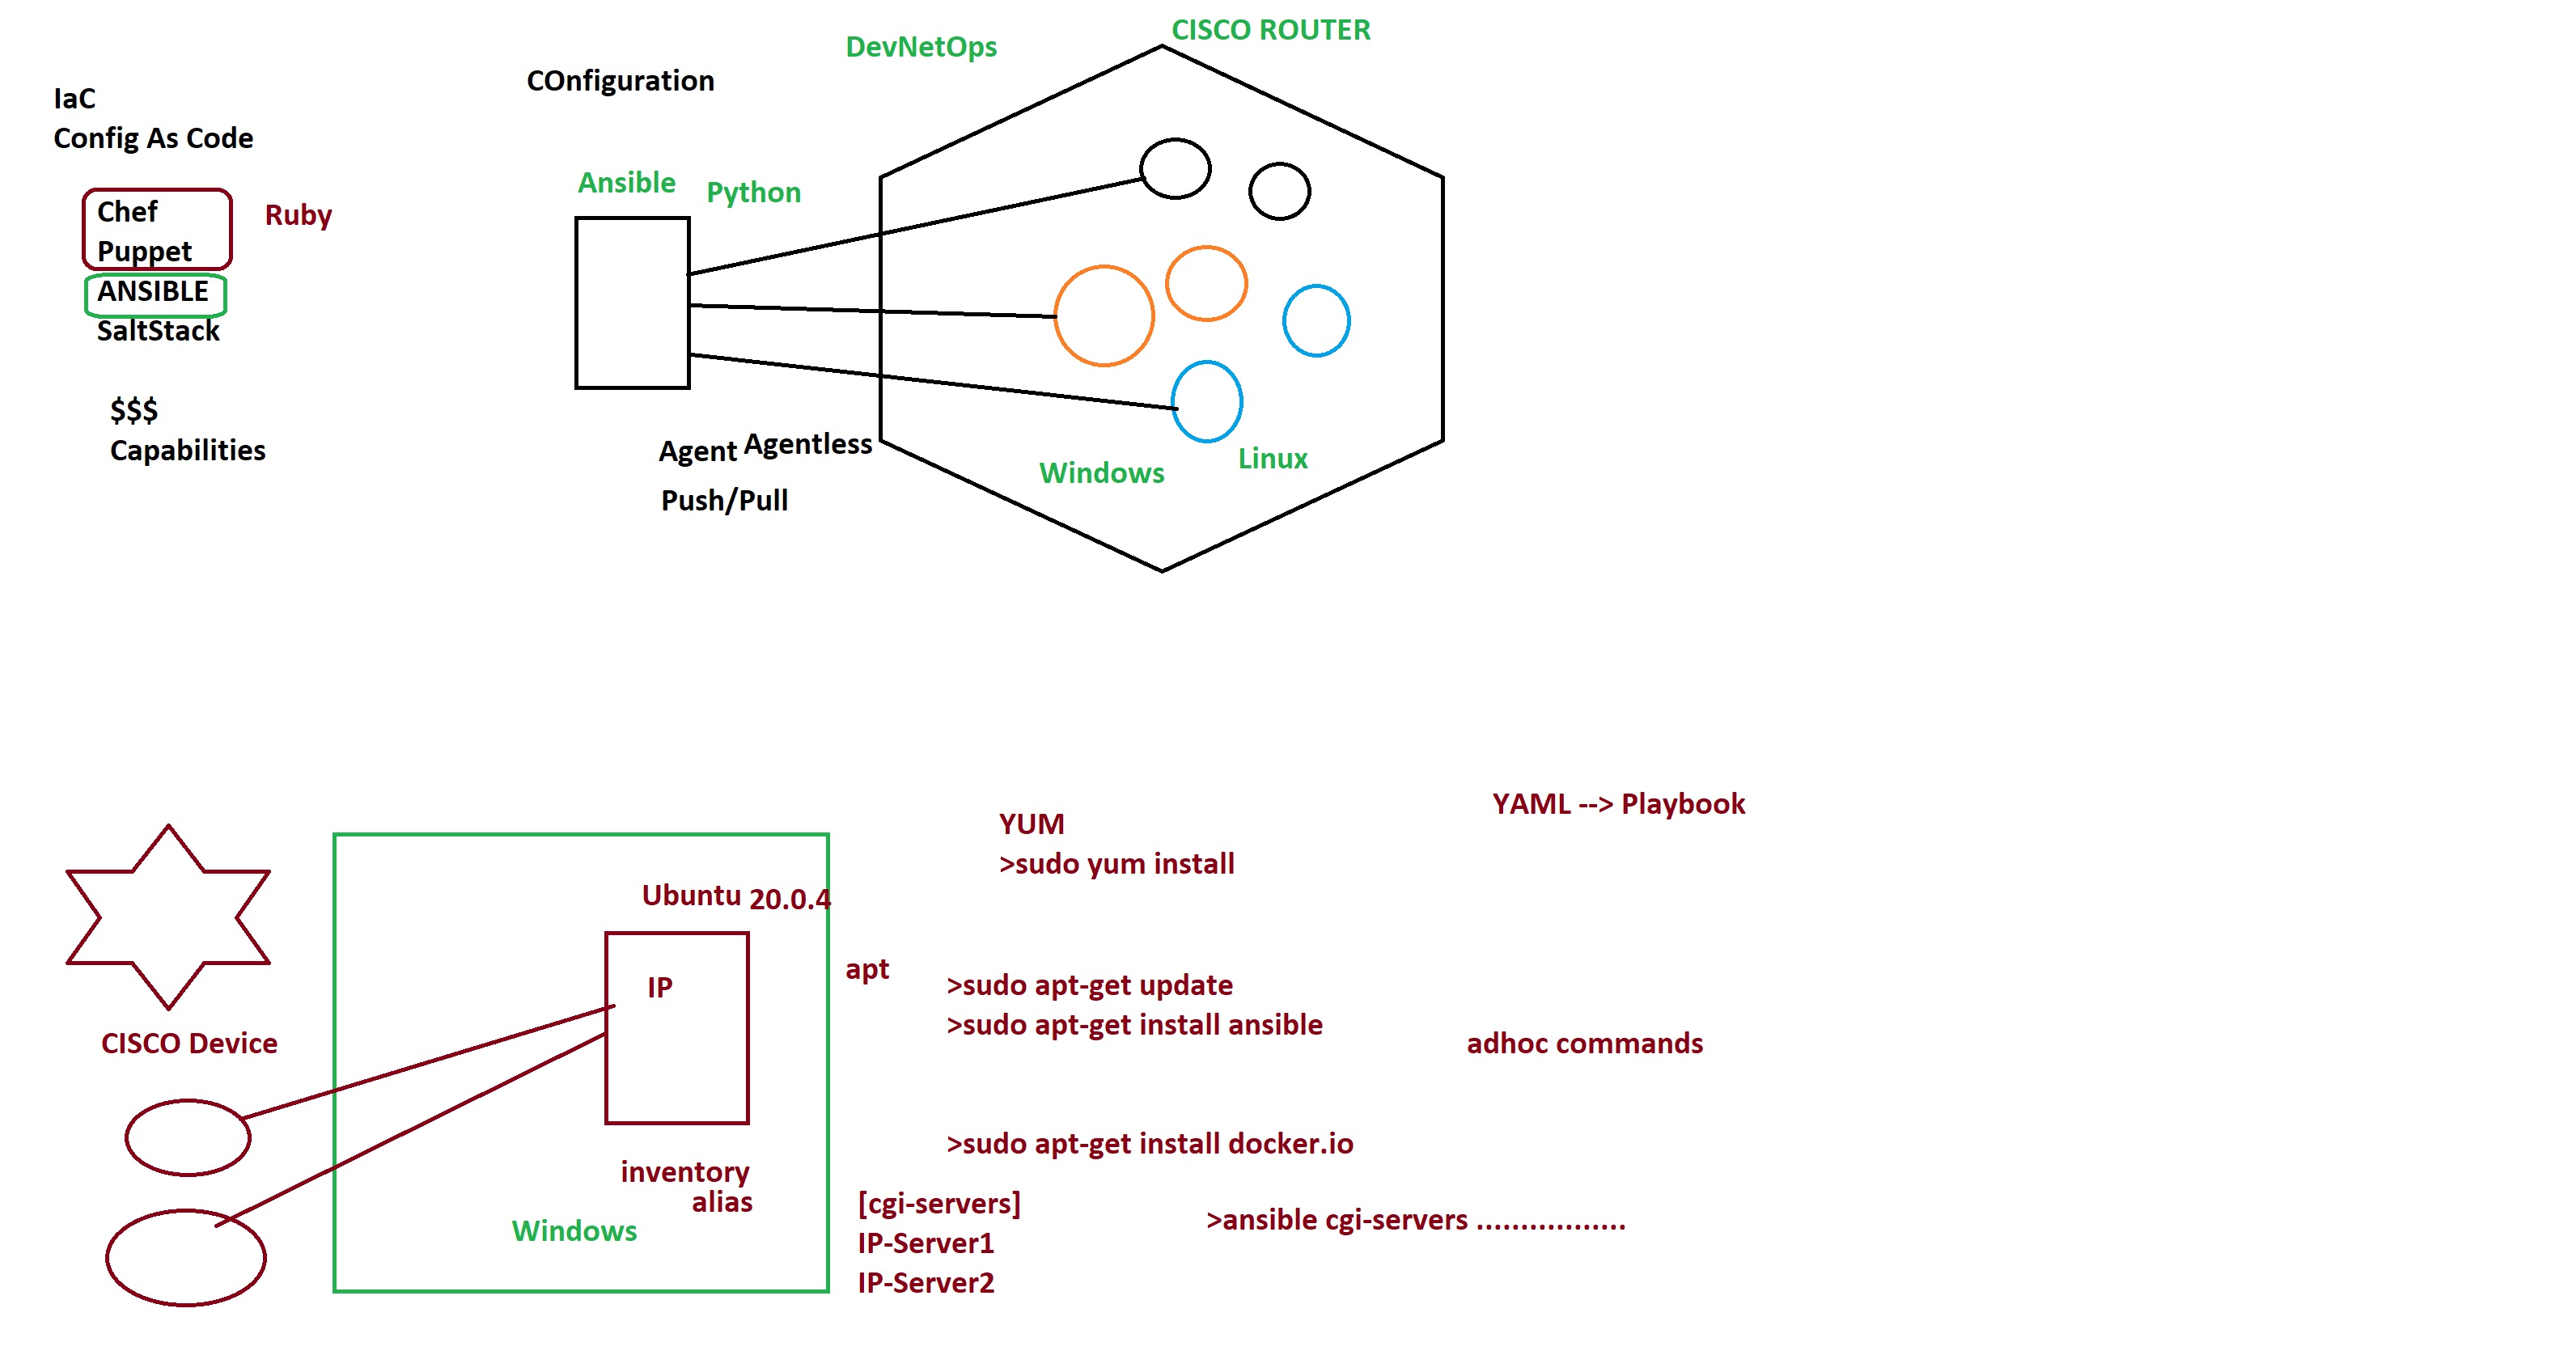 CISCO ROUTER
DevNetOps
COnfiguration
IaC
Config As Code
Chef
Puppet
ANSIBLE
SaltStack
Ruby
$$$
Capabilities
Ansible
Python
Agent
Agentless
Push/Pull
Windows
Linux
YAML --> Playbook
YUM
>sudo yum install
Ubuntu
20.0.4
IP
apt
>sudo apt-get update
>sudo apt-get install ansible
adhoc commands
CISCO Device
>sudo apt-get install docker.io
inventory
alias
Windows
[cgi-servers]
IP-Server1
IP-Server2
>ansible cgi-servers .................